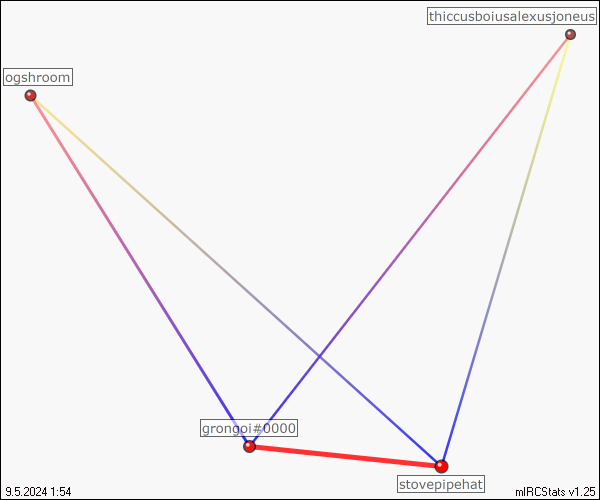 thiccusboiusalexusjoneus
ogshroom
grongoi#0000
stovepipehat
9.5.2024 1:54
mIRCStats v1.25